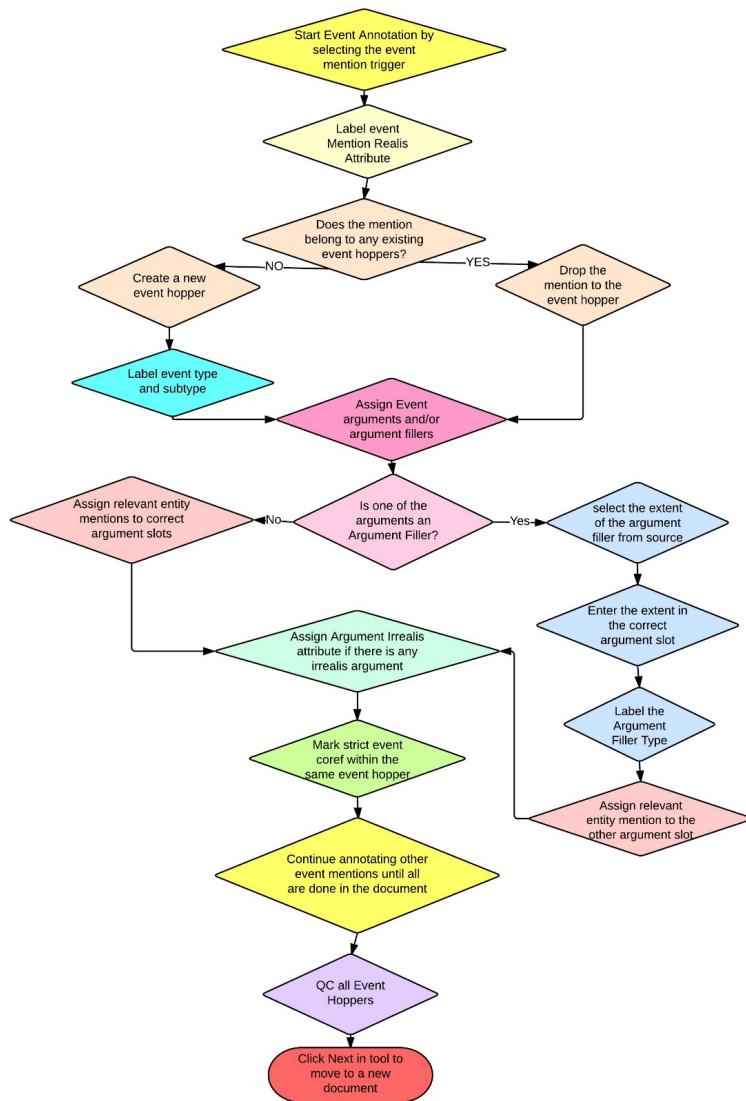 Start Event Annotation by
selecting the event
mention trigger
Label event
Mention Realis
Attribute
Does the mention
belong to any existing
event hoppers?
NO
YES
Create a new
event hopper
Drop the
mention to the
event hopper
Label event type
and subtype
Assign Event
arguments and/or
argument fillers
Is one of the
arguments an
Argument Filler?
No
Yes
Assign relevant entity
mentions to correct
argument slots
select the extent
of the argument
filler from source
Enter the extent in
the correct
argument slot
Label the
Argument
Filler Type
Assign relevant
entity mention to the
other argument slot
Assign Argument Irrealis
attribute if there is any
irrealis argument
Mark strict event
coref within the
same event hopper
Continue annotating other
event mentions until all
are done in the document
QC all Event
Hoppers
Click Next in tool to
move to a new
document